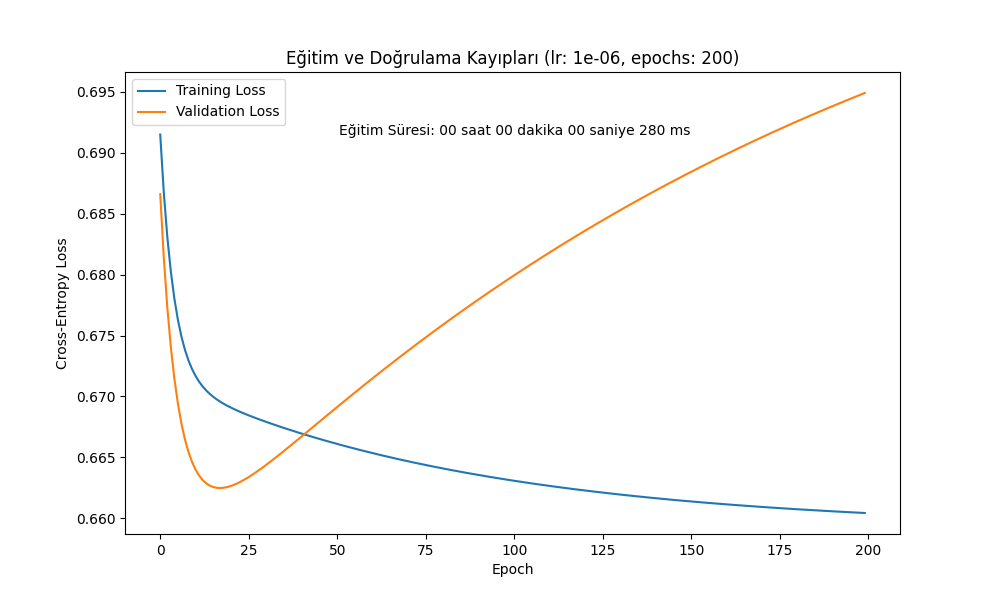 Eğitim ve Doğrulama Kayıpları (lr: 1e-06, epochs: 200)
Training Loss
Validation Loss
Eğitim Süresi: 00 saat 00 dakika 00 saniye 280 ms
Cross-Entropy Loss
0.695
0.690
0.685
0.680
0.675
0.670
0.665
0.660
0 25 50 75 100 125 150 175 200
Epoch